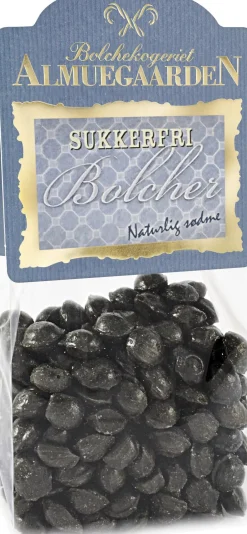 Bolchekogeriet
ALMUEGAARDEN
SUKKERFRI
Bolcher
Naturlig sødme